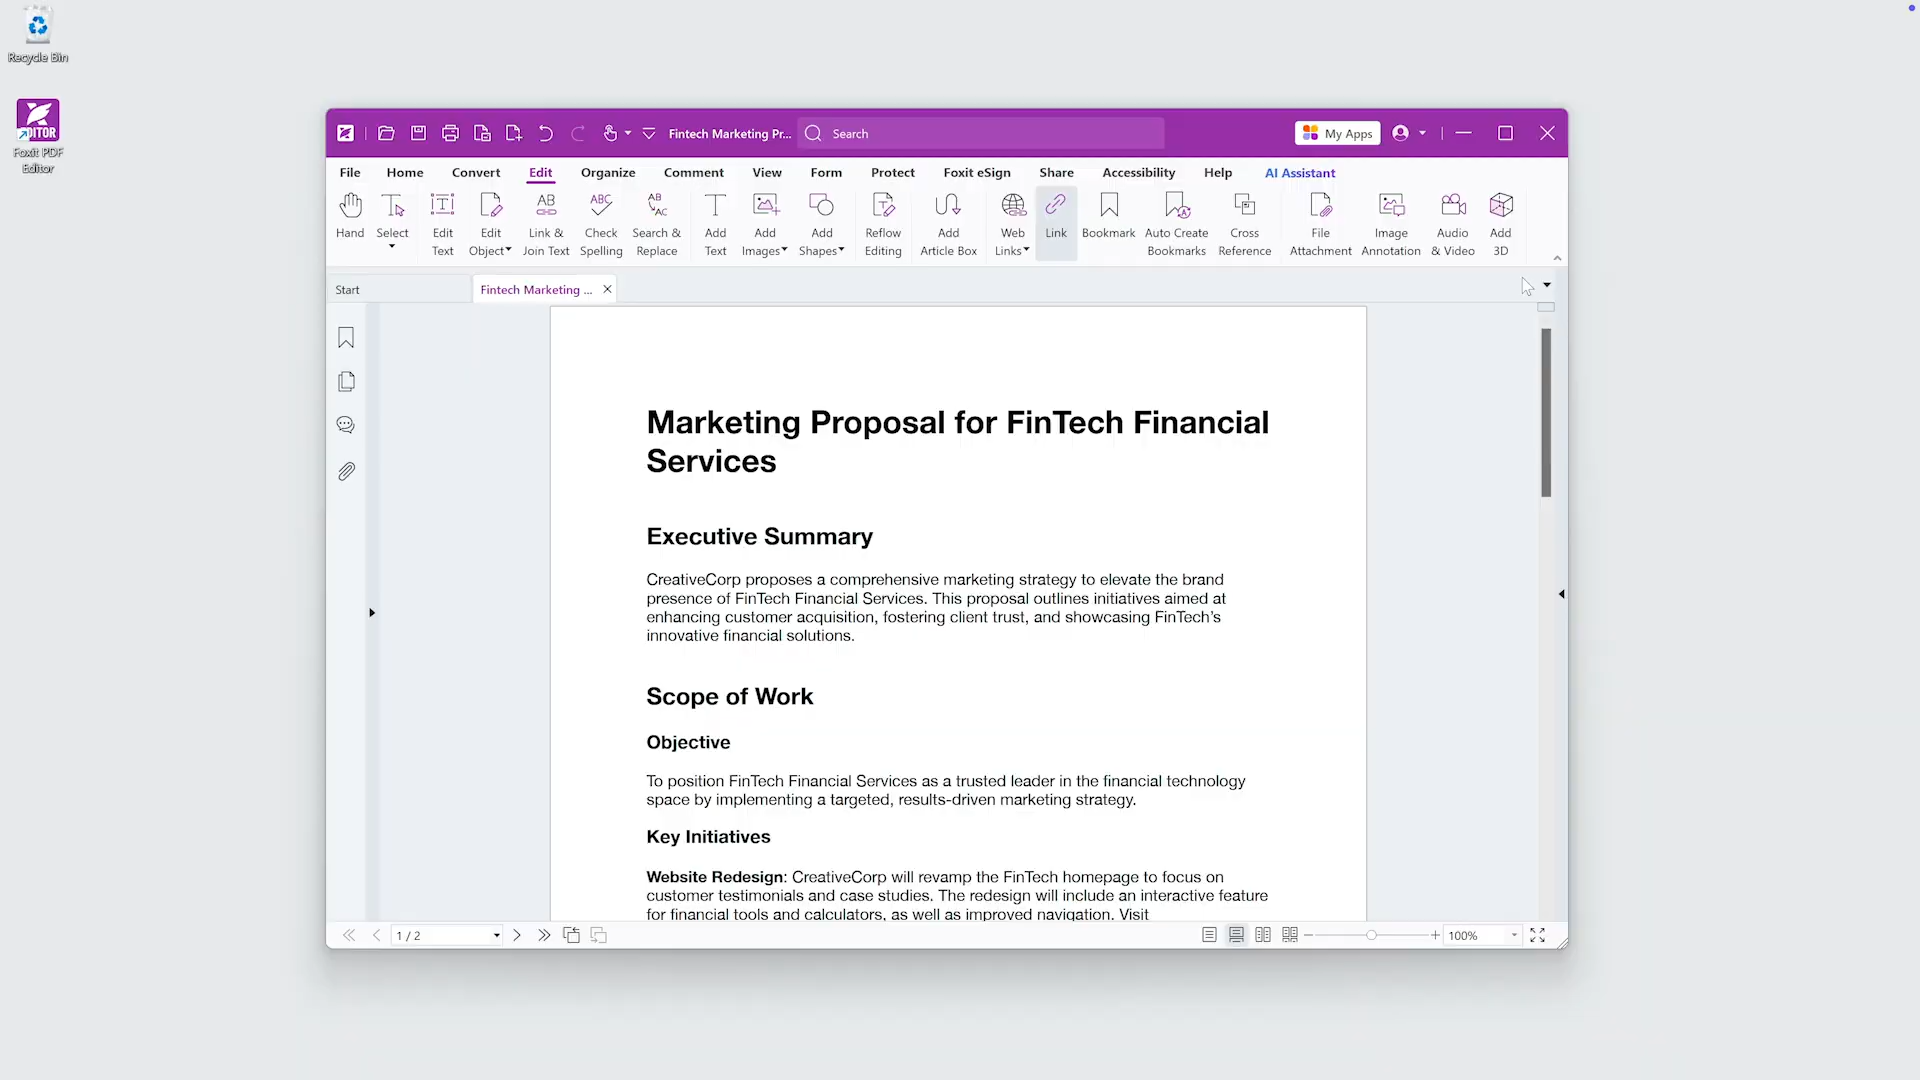 Recycle Bin
EDITOR
Foxit PDF
Editor
Fintech Marketing Pr...
Search
My Apps
File Home Convert Edit Organize Comment View Form Protect Foxit eSign Share Accessibility Help AI Assistant
Hand
Select
Edit
Text
Edit
Object
Link &
Join Text
Check
Spelling
Search &
Replace
Add
Text
Add
Images
Add
Shapes
Reflow
Editing
Add
Article Box
Web
Links
Link
Bookmark
Auto Create
Bookmarks
Cross
Reference
File
Attachment
Image
Annotation
Audio
& Video
Add
3D
Start
Fintech Marketing ...
Marketing Proposal for FinTech Financial
Services
Executive Summary
CreativeCorp proposes a comprehensive marketing strategy to elevate the brand
presence of FinTech Financial Services. This proposal outlines initiatives aimed at
enhancing customer acquisition, fostering client trust, and showcasing FinTech’s
innovative financial solutions.
Scope of Work
Objective
To position FinTech Financial Services as a trusted leader in the financial technology
space by implementing a targeted, results-driven marketing strategy.
Key Initiatives
Website Redesign: CreativeCorp will revamp the FinTech homepage to focus on
customer testimonials and case studies. The redesign will include an interactive feature
for financial tools and calculators, as well as improved navigation. Visit
1 / 2
100%